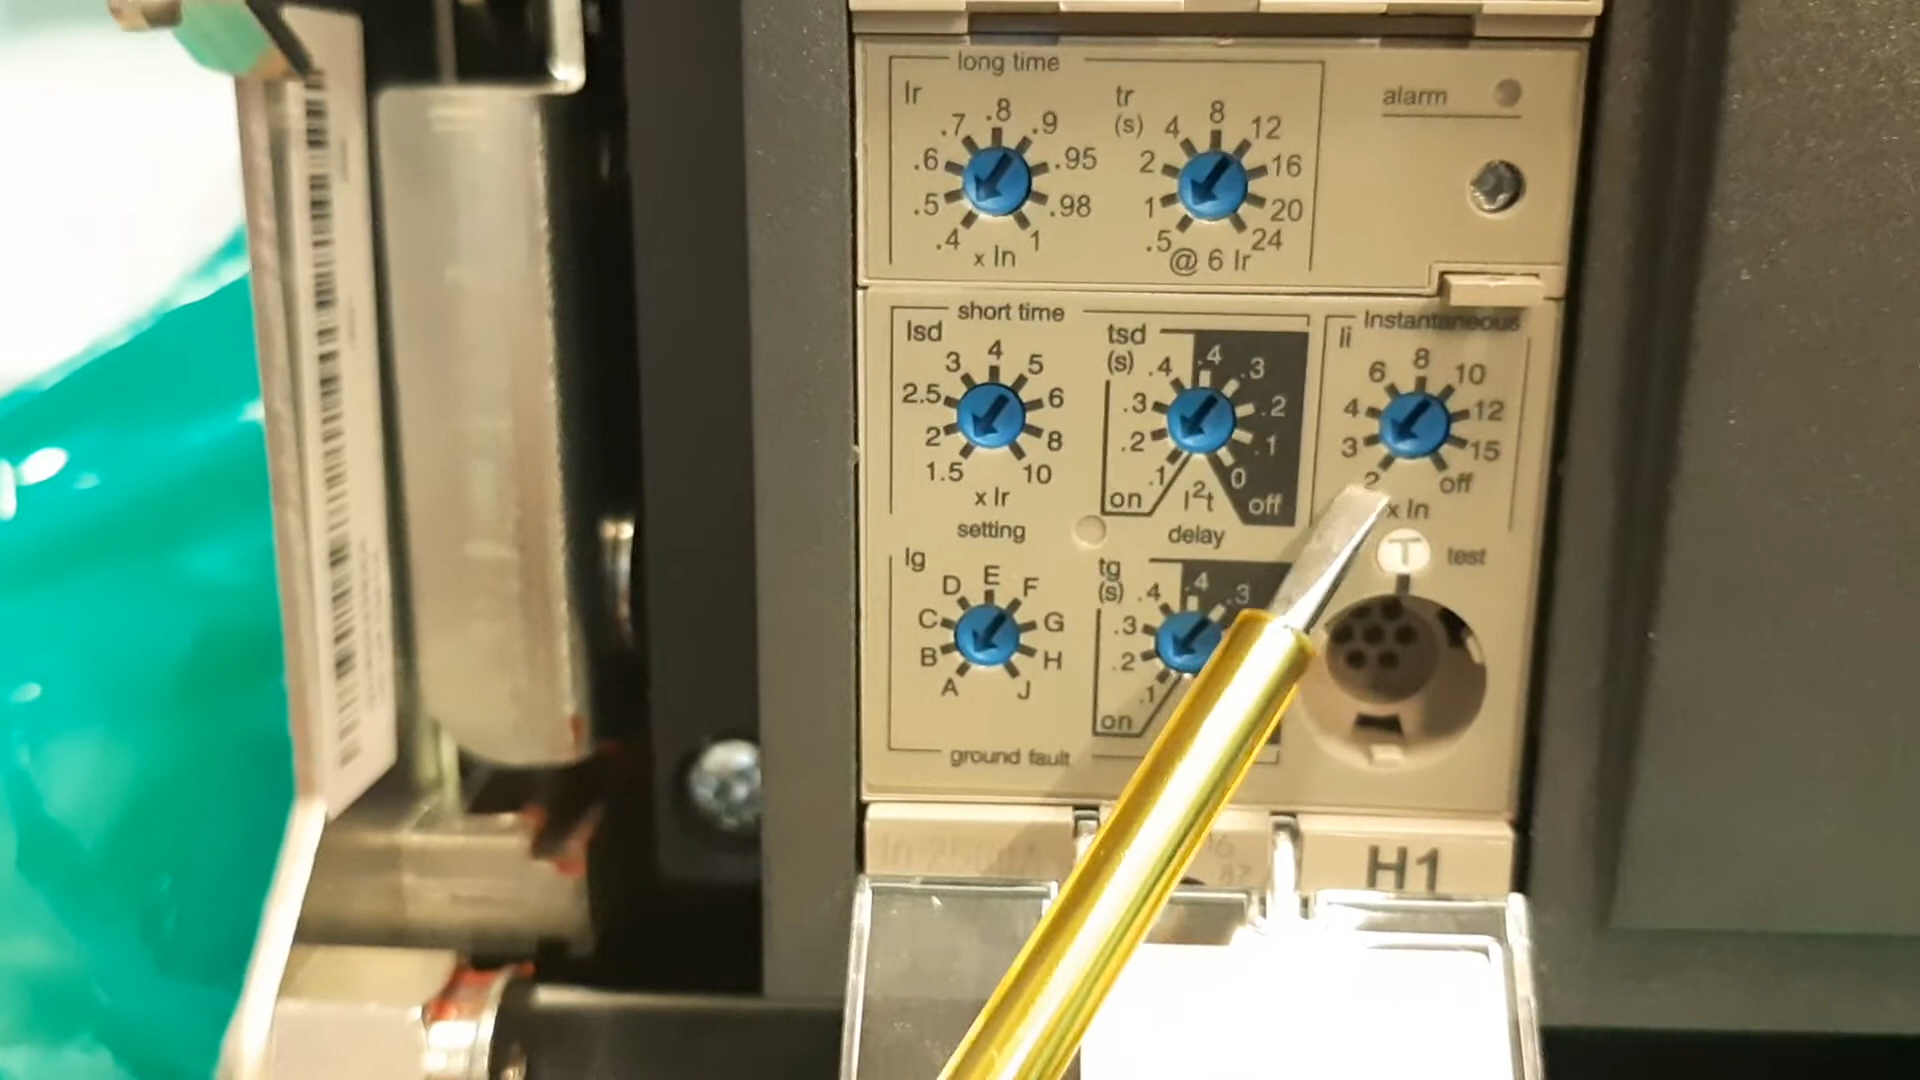 long time
Ir
.4 .5 .6 .7 .8 .9 .95 .98 1
x In
tr
(s)
.5 1 2 4 8 12 16 20 24
@ 6 Ir
alarm
short time
Isd
1.5 2 2.5 3 4 5 6 8 10
x Ir
setting
tsd
(s)
.1 .2 .3 .4 .4 .3 .2 .1 0
on I²t off
delay
Instantaneous
Ii
2 3 4 6 8 10 12 15 off
x In
T test
Ig
A B C D E F G H J
tg
(s)
.1 .2 .3 .4 .4 .3
on
ground fault
H1